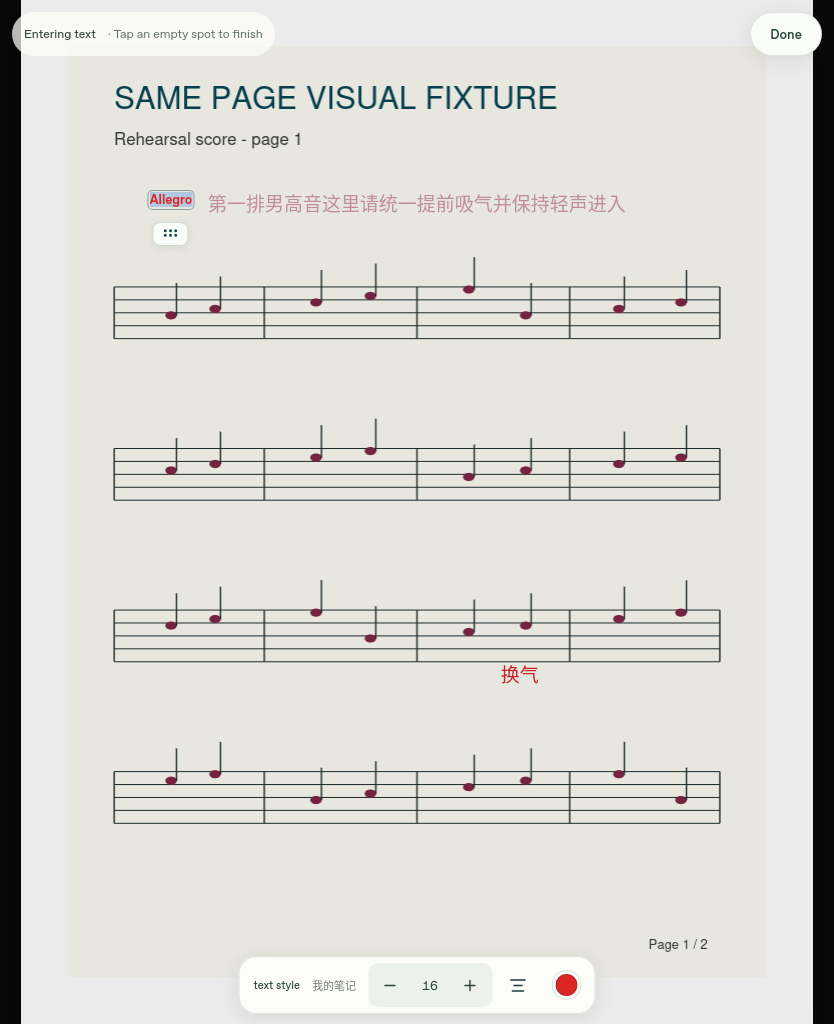 Entering text · Tap an empty spot to finish
Done
SAME PAGE VISUAL FIXTURE
Rehearsal score - page 1
Allegro 第一排男高音这里请统一提前吸气并保持轻声进入
换气
Page 1 / 2
text style 我的笔记 − 16 +